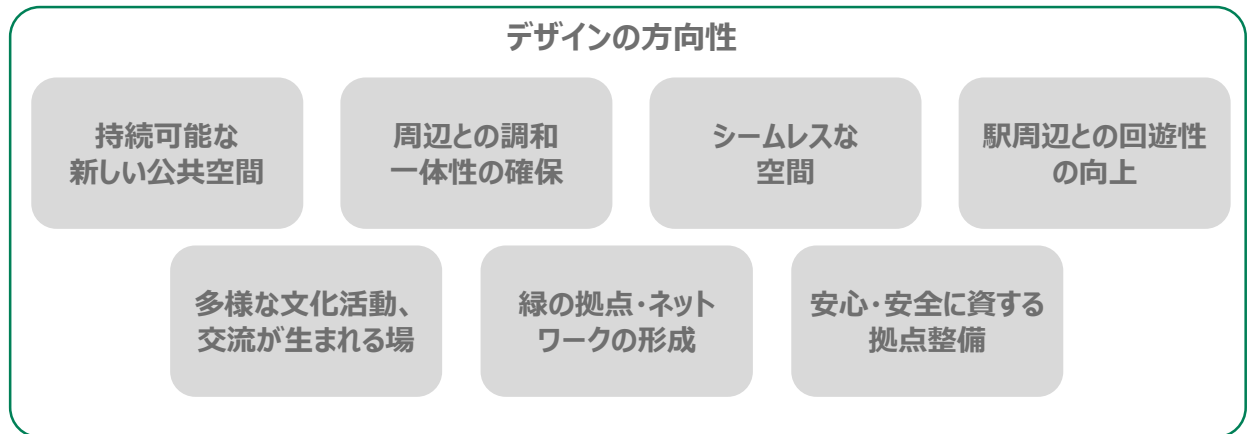 デザインの方向性
持続可能な
新しい公共空間
周辺との調和
一体性の確保
シームレスな
空間
駅周辺との回遊性
の向上
多様な文化活動、
交流が生まれる場
緑の拠点・ネット
ワークの形成
安心・安全に資する
拠点整備